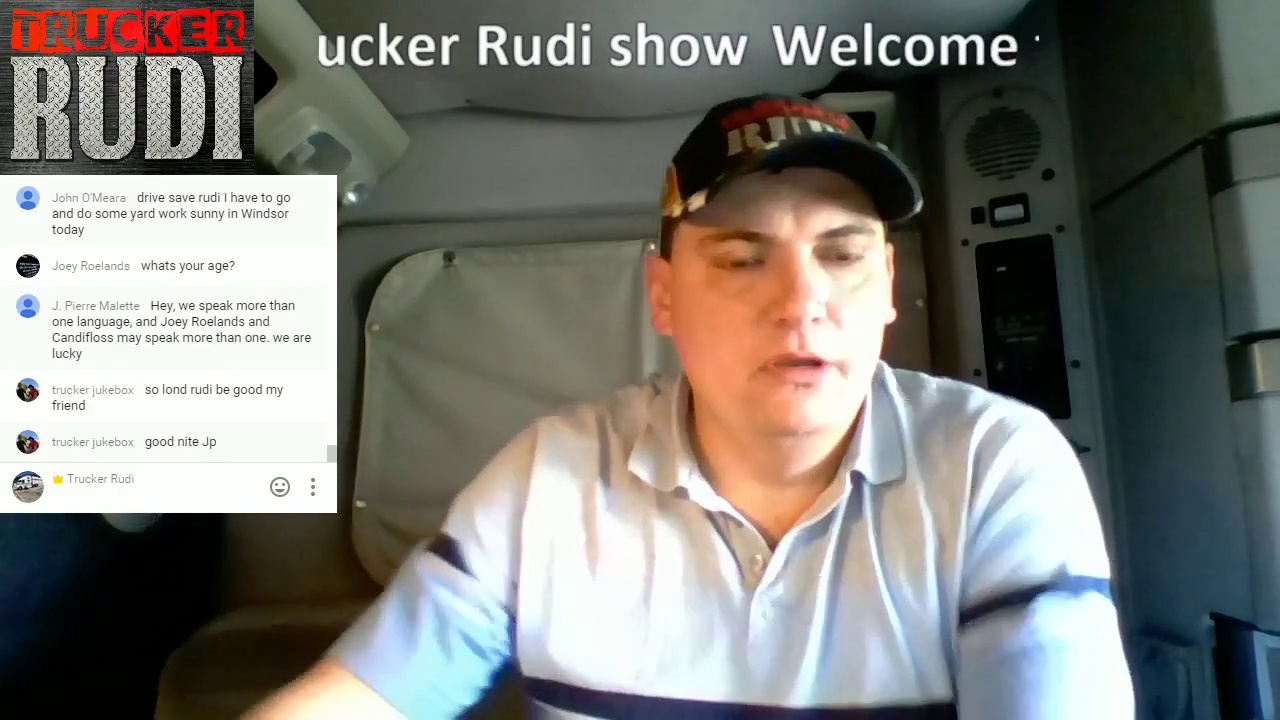 TRUCKER
RUDI
ucker Rudi show Welcome
John O'Meara drive save rudi I have to go
and do some yard work sunny in Windsor
today
Joey Roelands whats your age?
J. Pierre Malette Hey, we speak more than
one language, and Joey Roelands and
Candifloss may speak more than one. we are
lucky
trucker jukebox so lond rudi be good my
friend
trucker jukebox good nite Jp
Trucker Rudi
RUDI